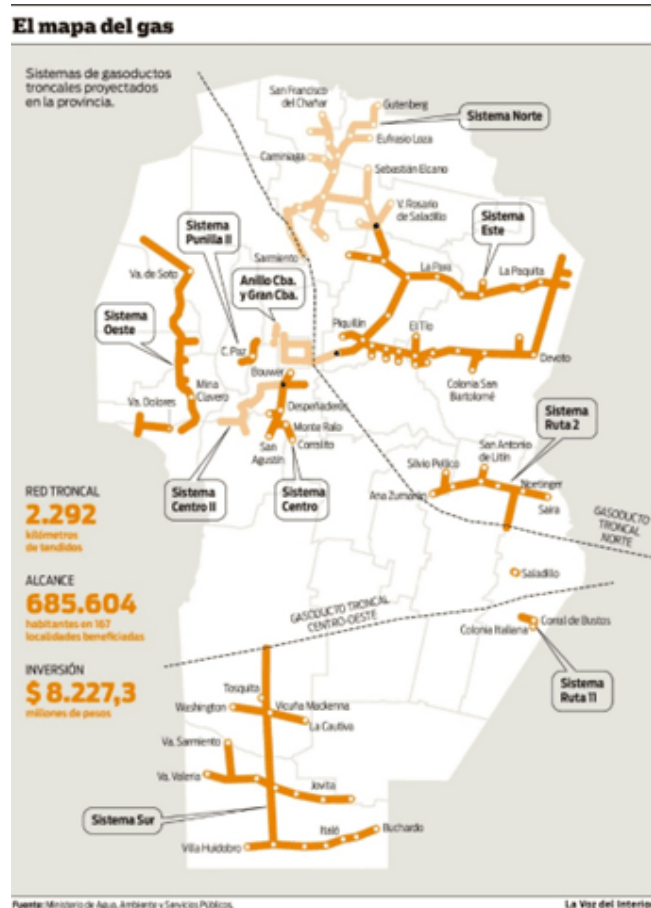 El mapa del gas
Sistemas de gasoductos
troncales proyectados
en la provincia.
San Francisco
del Chañar
Gutenberg
Sistema Norte
Eufrasio Loza
Caminiaga
Sebastián Elcano
V. Rosario
de Saladillo
Sistema
Este
Sistema
Punilla II
Sarmiento
La Para
La Paquita
Va. de Soto
Anillo Cba.
y Gran Cba.
Sistema
Oeste
Piquillín
El Tío
C. Paz
Devoto
Bouwer
Mina
Clavero
Colonia San
Bartolomé
Va. Dolores
Despeñaderos
Monte Ralo
Corralito
San
Agustín
Sistema
Ruta 2
San Antonio
de Litín
Silvio Pellico
Noetinger
Ana Zumarán
Saira
Sistema
Centro II
Sistema
Centro
RED TRONCAL
2.292
kilómetros
de tendidos
GASODUCTO
TRONCAL
NORTE
Saladillo
ALCANCE
685.604
habitantes en 167
localidades beneficiadas
GASODUCTO TRONCAL
CENTRO-OESTE
Corral de Bustos
Colonia Italiana
INVERSIÓN
$ 8.227,3
millones de pesos
Sistema
Ruta 11
Tosquita
Washington
Vicuña Mackenna
La Cautiva
Va. Sarmiento
Va. Valeria
Jovita
Sistema Sur
Italó
Buchardo
Villa Huidobro
Fuente: Ministerio de Agua, Ambiente y Servicios Públicos.
La Voz del Interior